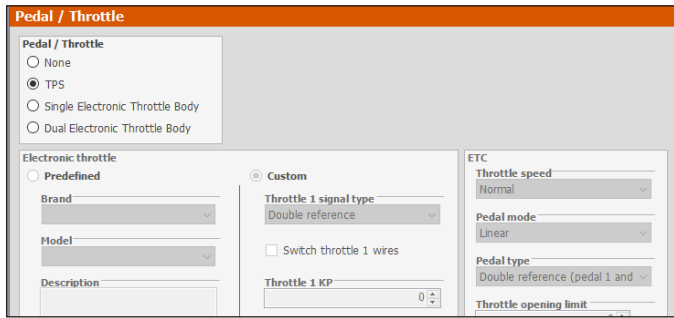 Pedal / Throttle
Pedal / Throttle
None
TPS
Single Electronic Throttle Body
Dual Electronic Throttle Body
Electronic throttle
Predefined
Brand
Model
Description
Custom
Throttle 1 signal type
Double reference
Switch throttle 1 wires
Throttle 1 KP
0
ETC
Throttle speed
Normal
Pedal mode
Linear
Pedal type
Double reference (pedal 1 and
Throttle opening limit